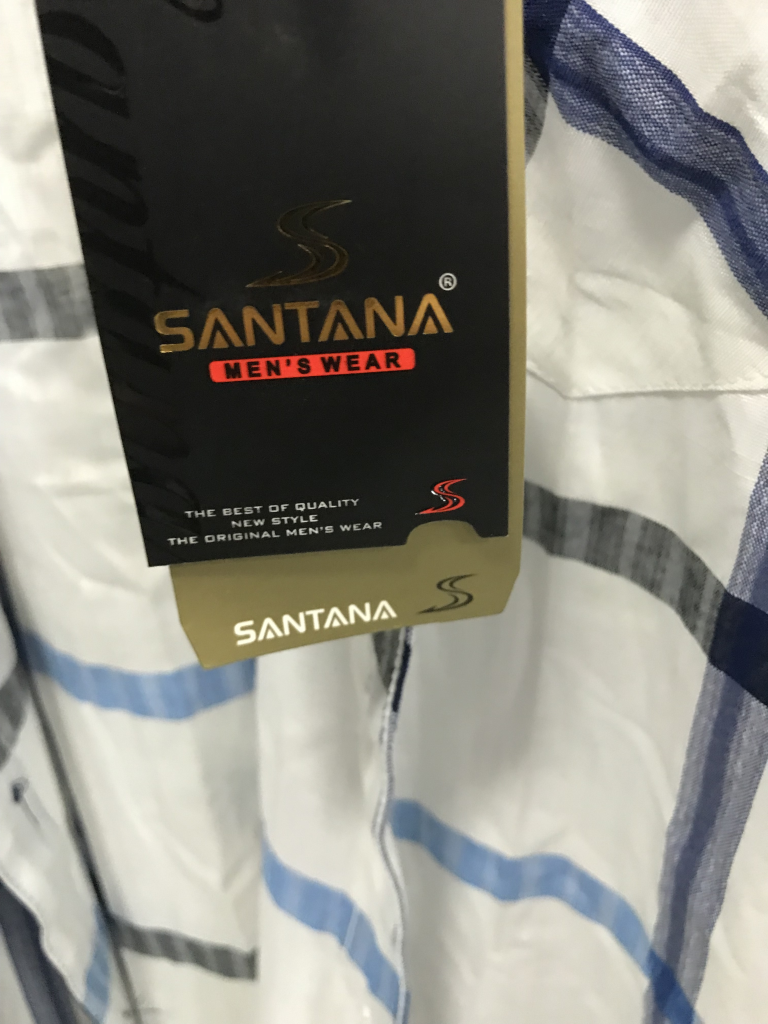 SANTANA®
MEN'S WEAR
THE BEST OF QUALITY
NEW STYLE
THE ORIGINAL MEN'S WEAR
SANTANA